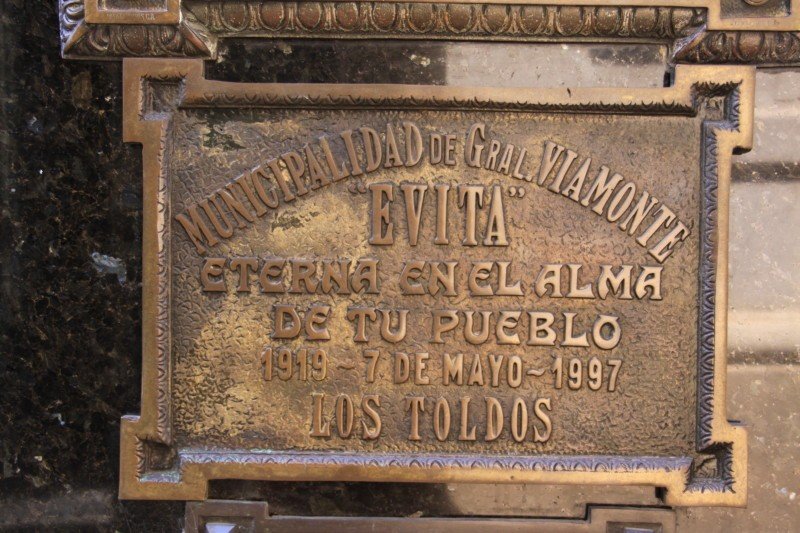 MUNICIPALIDAD DE GRAL. VIAMONTE
"EVITA"
ETERNA EN EL ALMA
DE TU PUEBLO
1919 ~ 7 DE MAYO ~ 1997
LOS TOLDOS